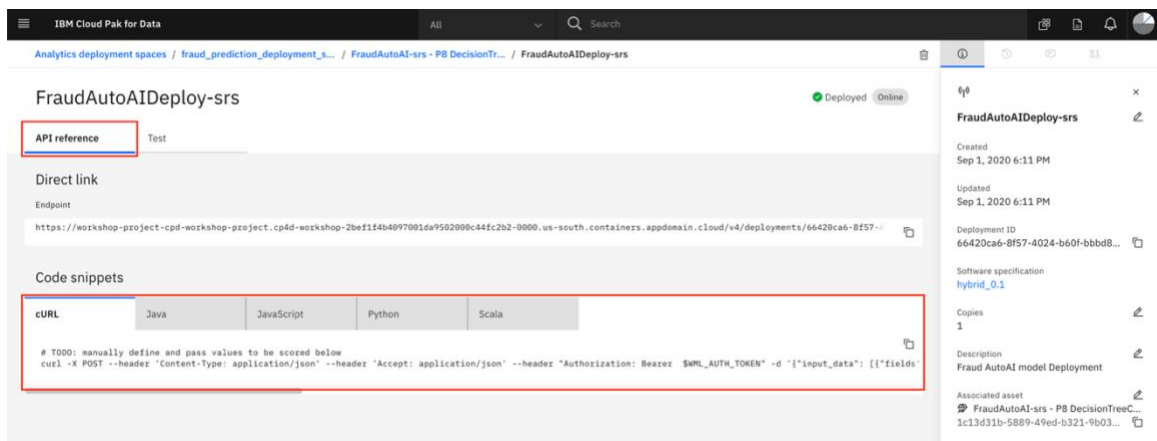 IBM Cloud Pak for Data
All
Search
Analytics deployment spaces / fraud_prediction_deployment_s... / FraudAutoAI-srs - P8 DecisionTr... / FraudAutoAIDeploy-srs
FraudAutoAIDeploy-srs
Deployed Online
API reference Test
Direct link
Endpoint
https://workshop-project-cpd-workshop-project.cp4d-workshop-2bef1f4b4097001da9502000c44fc2b2-0000.us-south.containers.appdomain.cloud/v4/deployments/66420ca6-8f57-
Code snippets
cURL Java JavaScript Python Scala
# TODO: manually define and pass values to be scored below
curl -X POST --header 'Content-Type: application/json' --header 'Accept: application/json' --header "Authorization: Bearer $WML_AUTH_TOKEN" -d '{"input_data": [{"fields'
FraudAutoAIDeploy-srs
Created
Sep 1, 2020 6:11 PM
Updated
Sep 1, 2020 6:11 PM
Deployment ID
66420ca6-8f57-4024-b60f-bbbd8...
Software specification
hybrid_0.1
Copies
1
Description
Fraud AutoAI model Deployment
Associated asset
FraudAutoAI-srs - P8 DecisionTreeC...
1c13d31b-5889-49ed-b321-9b03...